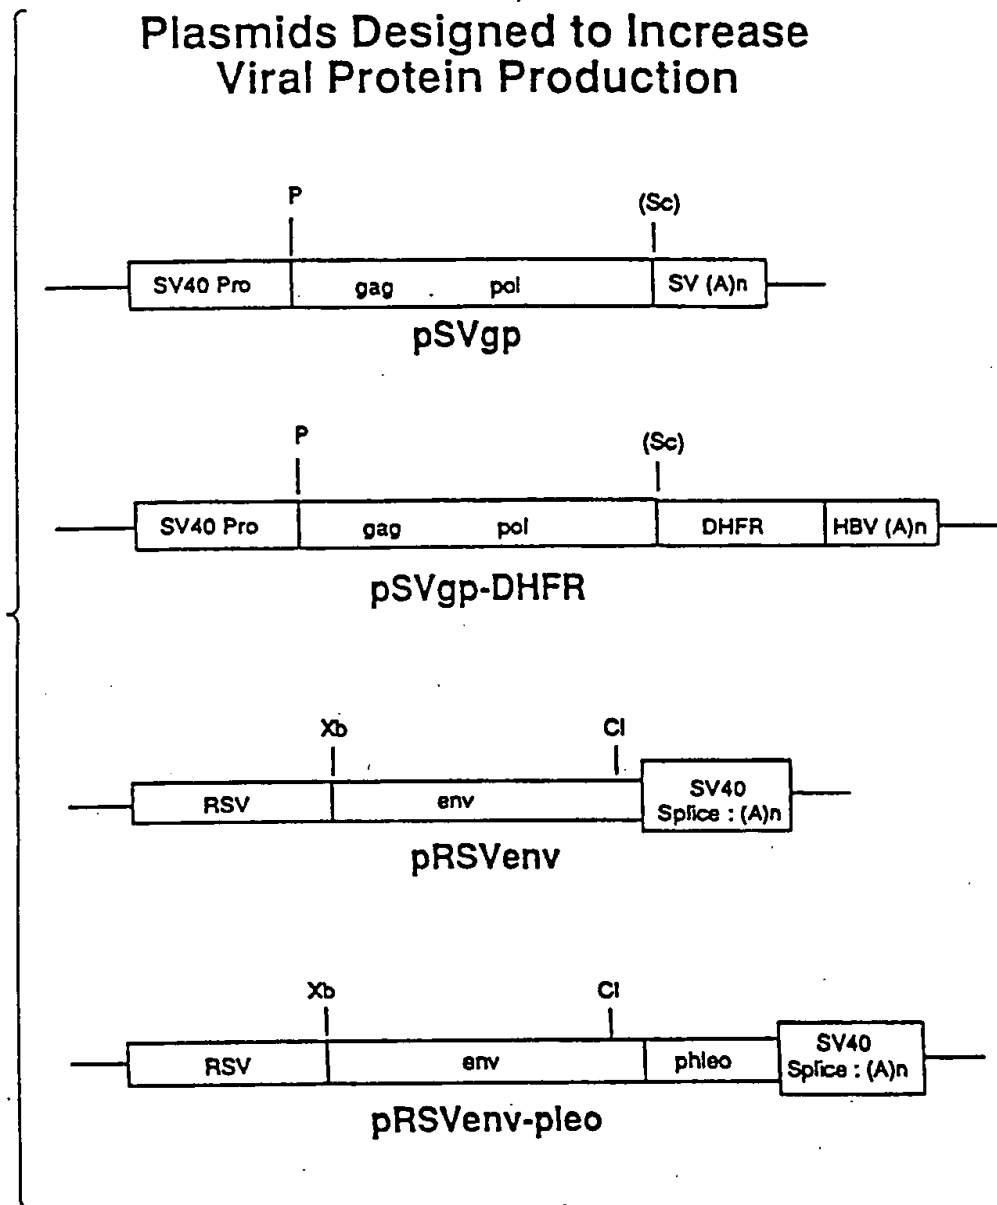 Plasmids Designed to Increase
Viral Protein Production
P
(Sc)
SV40 Pro
gag
pol
SV (A)n
pSVgp
P
(Sc)
SV40 Pro
gag
pol
DHFR
HBV (A)n
pSVgp-DHFR
Xb
Cl
RSV
env
SV40
Splice : (A)n
pRSVenv
Xb
Cl
RSV
env
phleo
SV40
Splice : (A)n
pRSVenv-pleo